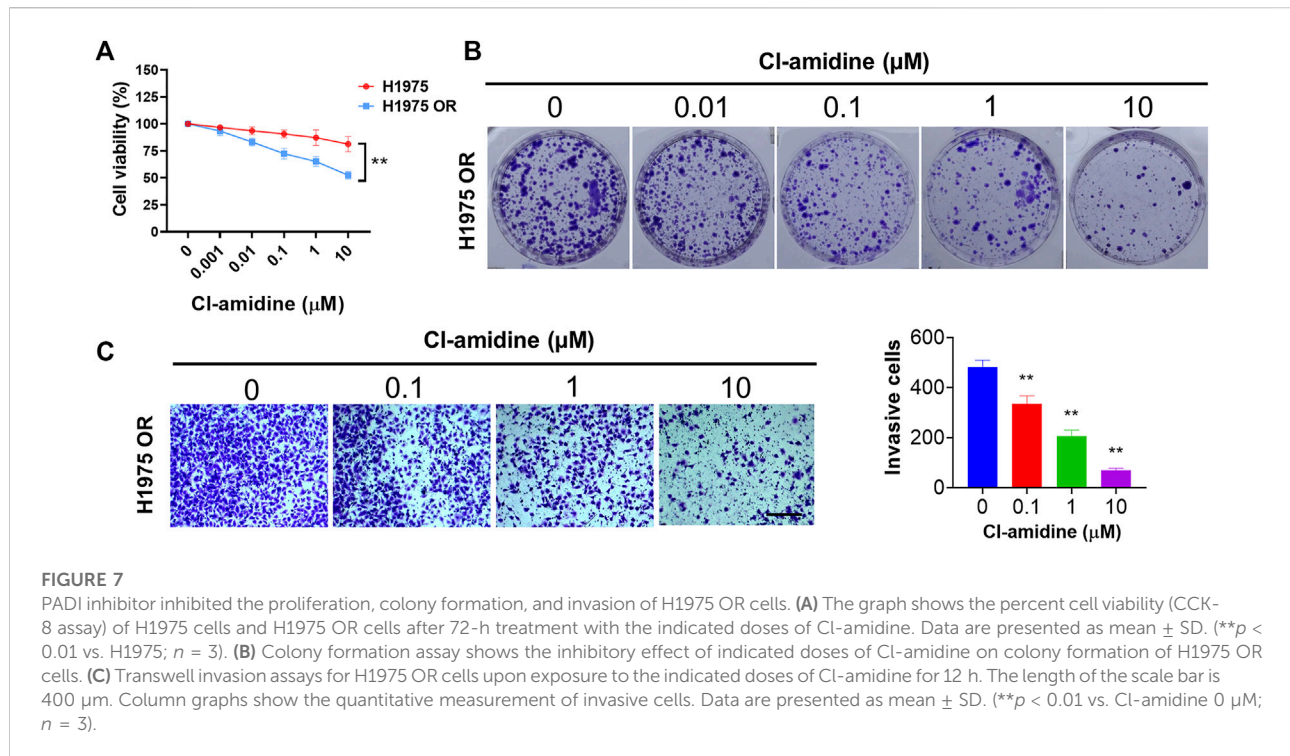 A
150
125
100
75
50
25
0
Cell viability (%)
H1975
H1975 OR
**
0
0.001
0.01
0.1
1
10
Cl-amidine (μM)
B
Cl-amidine (μM)
0 0.01 0.1 1 10
H1975 OR
C
Cl-amidine (μM)
0 0.1 1 10
H1975 OR
600
400
200
0
Invasive cells
**
**
**
0 0.1 1 10
Cl-amidine (μM)
FIGURE 7
PADI inhibitor inhibited the proliferation, colony formation, and invasion of H1975 OR cells. (A) The graph shows the percent cell viability (CCK-
8 assay) of H1975 cells and H1975 OR cells after 72-h treatment with the indicated doses of Cl-amidine. Data are presented as mean ± SD. (**p <
0.01 vs. H1975; n = 3). (B) Colony formation assay shows the inhibitory effect of indicated doses of Cl-amidine on colony formation of H1975 OR
cells. (C) Transwell invasion assays for H1975 OR cells upon exposure to the indicated doses of Cl-amidine for 12 h. The length of the scale bar is
400 μm. Column graphs show the quantitative measurement of invasive cells. Data are presented as mean ± SD. (**p < 0.01 vs. Cl-amidine 0 μM;
n = 3).